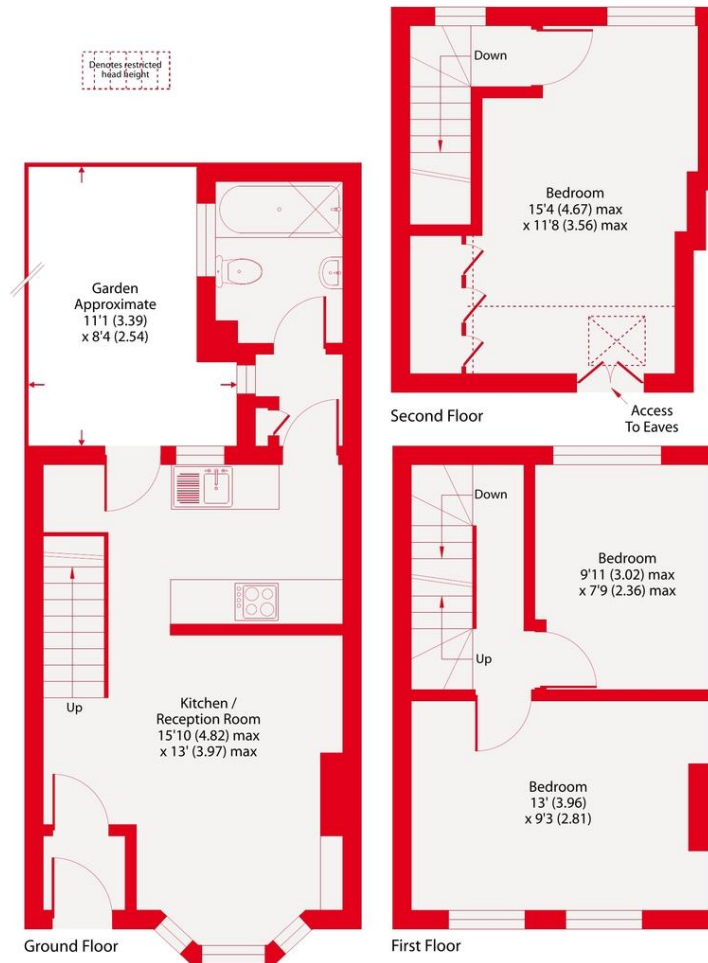 Denotes restricted
head height
Garden
Approximate
11'1 (3.39)
x 8'4 (2.54)
Up
Kitchen /
Reception Room
15'10 (4.82) max
x 13' (3.97) max
Ground Floor
Down
Bedroom
15'4 (4.67) max
x 11'8 (3.56) max
Second Floor
Access
To Eaves
Down
Bedroom
9'11 (3.02) max
x 7'9 (2.36) max
Up
Bedroom
13' (3.96)
x 9'3 (2.81)
First Floor